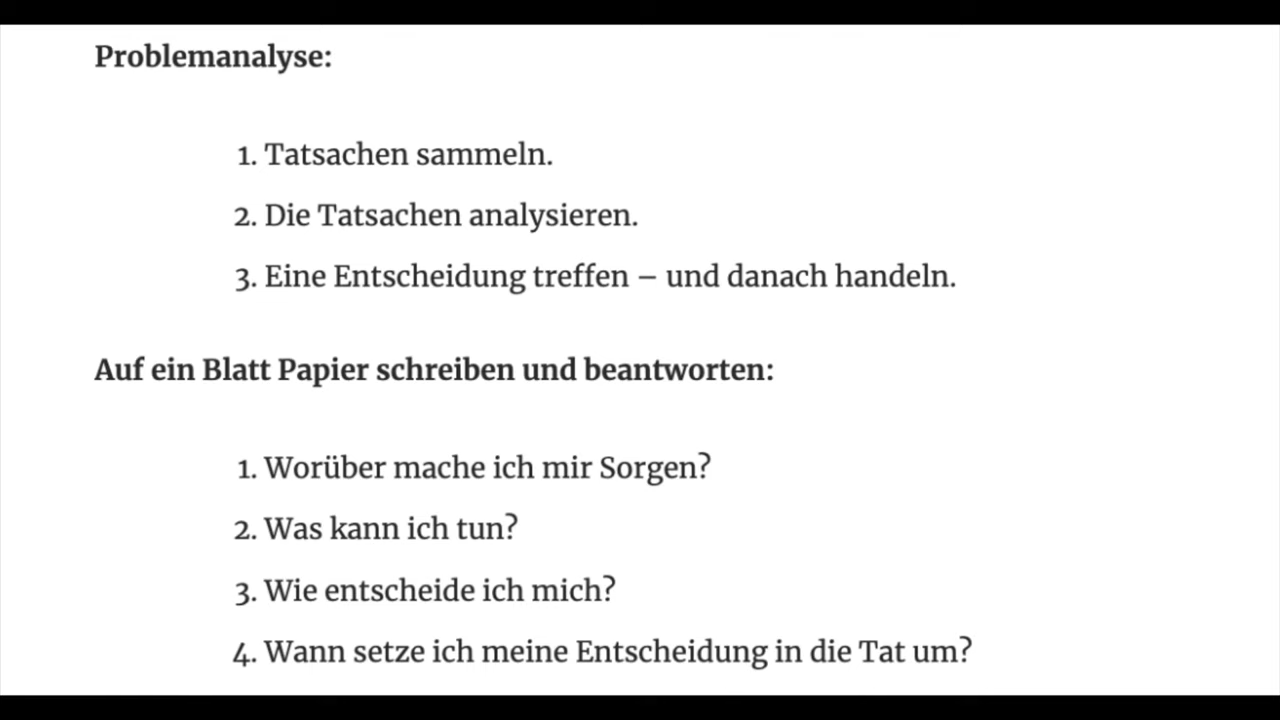 Problemanalyse:
1. Tatsachen sammeln.
2. Die Tatsachen analysieren.
3. Eine Entscheidung treffen – und danach handeln.
Auf ein Blatt Papier schreiben und beantworten:
1. Worüber mache ich mir Sorgen?
2. Was kann ich tun?
3. Wie entscheide ich mich?
4. Wann setze ich meine Entscheidung in die Tat um?